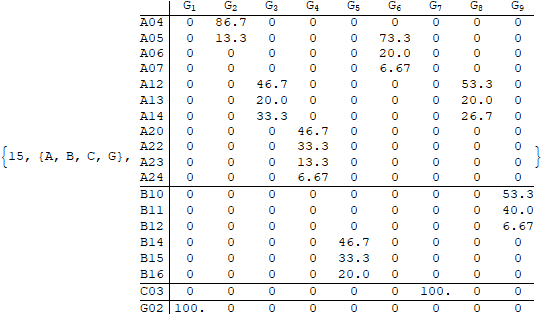 G1 G2 G3 G4 G5 G6 G7 G8 G9
A04 0 86.7 0 0 0 0 0 0 0
A05 0 13.3 0 0 0 73.3 0 0 0
A06 0 0 0 0 0 20.0 0 0 0
A07 0 0 0 0 0 6.67 0 0 0
A12 0 0 46.7 0 0 0 0 53.3 0
A13 0 0 20.0 0 0 0 0 20.0 0
A14 0 0 33.3 0 0 0 0 26.7 0
A20 0 0 0 46.7 0 0 0 0 0
A22 0 0 0 33.3 0 0 0 0 0
{15, {A, B, C, G}, A23 0 0 0 13.3 0 0 0 0 0 }
A24 0 0 0 6.67 0 0 0 0 0
B10 0 0 0 0 0 0 0 0 53.3
B11 0 0 0 0 0 0 0 0 40.0
B12 0 0 0 0 0 0 0 0 6.67
B14 0 0 0 0 46.7 0 0 0 0
B15 0 0 0 0 33.3 0 0 0 0
B16 0 0 0 0 20.0 0 0 0 0
C03 0 0 0 0 0 0 100. 0 0
G02 100. 0 0 0 0 0 0 0 0